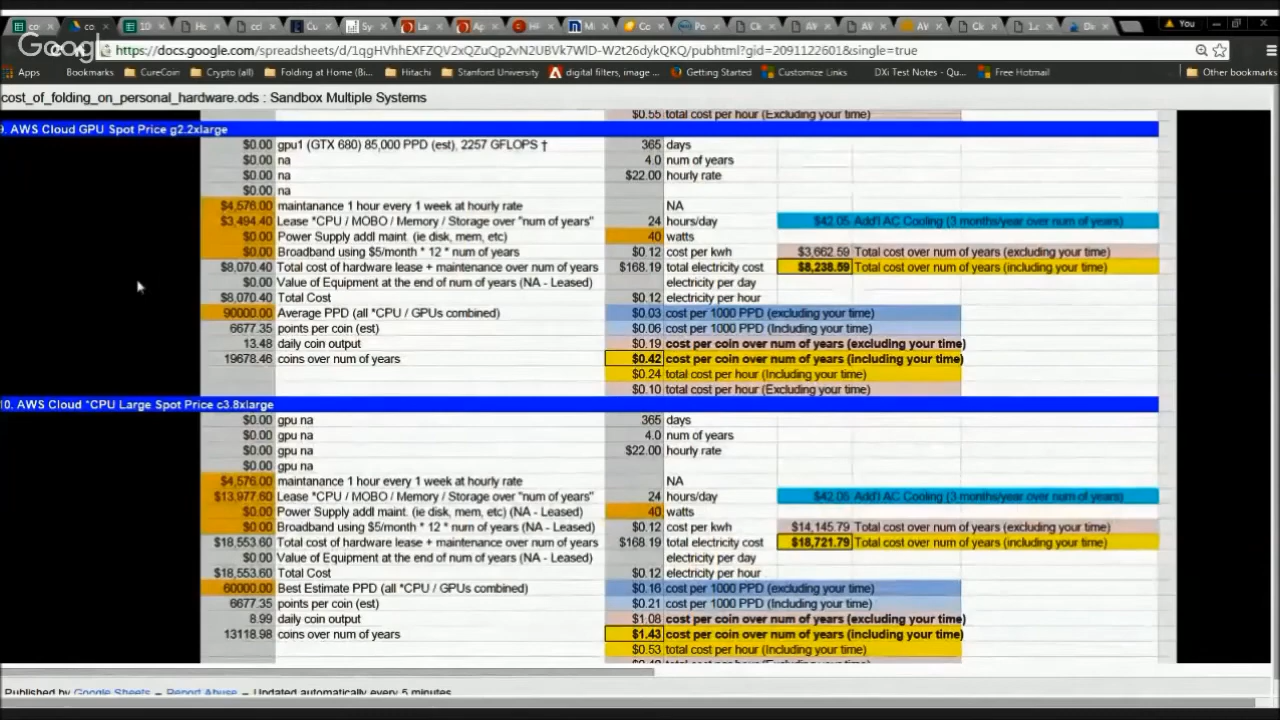 co
co
10
Ho
cci
Cu
Sy
La
Ap
HF
M
Co
Po
Cl
AV
AV
AV
Cl
1.
Di
You
Google
https://docs.google.com/spreadsheets/d/1qgHVhhEXFZQV2xQZuQp2vN2UBVk7WlD-W2t26dykQKQ/pubhtml?gid=2091122601&single=true
Apps Bookmarks CureCoin Crypto (all) Folding at Home (Bi... Hitachi Stanford University digital filters, image ... Getting Started Customize Links DXi Test Notes - Qu... Free Hotmail Other bookmarks
cost_of_folding_on_personal_hardware.ods : Sandbox Multiple Systems
$0.55 total cost per hour (Excluding your time)
9. AWS Cloud GPU Spot Price g2.2xlarge
$0.00 gpu1 (GTX 680) 85,000 PPD (est), 2257 GFLOPS † 365 days
$0.00 na 4.0 num of years
$0.00 na $22.00 hourly rate
$0.00 na
$4,576.00 maintanance 1 hour every 1 week at hourly rate NA
$3,494.40 Lease *CPU / MOBO / Memory / Storage over "num of years" 24 hours/day $42.05 Add'l AC Cooling (3 months/year over num of years)
$0.00 Power Supply addl maint. (ie disk, mem, etc) 40 watts
$0.00 Broadband using $5/month * 12 * num of years $0.12 cost per kwh $3,662.59 Total cost over num of years (excluding your time)
$8,070.40 Total cost of hardware lease + maintenance over num of years $168.19 total electricity cost $8,238.59 Total cost over num of years (including your time)
$0.00 Value of Equipment at the end of num of years (NA - Leased) electricity per day
$8,070.40 Total Cost $0.12 electricity per hour
90000.00 Average PPD (all *CPU / GPUs combined) $0.03 cost per 1000 PPD (excluding your time)
6677.35 points per coin (est) $0.06 cost per 1000 PPD (Including your time)
13.48 daily coin output $0.19 cost per coin over num of years (excluding your time)
19678.46 coins over num of years $0.42 cost per coin over num of years (including your time)
$0.24 total cost per hour (Including your time)
$0.10 total cost per hour (Excluding your time)
10. AWS Cloud *CPU Large Spot Price c3.8xlarge
$0.00 gpu na 365 days
$0.00 gpu na 4.0 num of years
$0.00 gpu na $22.00 hourly rate
$0.00 gpu na
$4,576.00 maintanance 1 hour every 1 week at hourly rate NA
$13,977.60 Lease *CPU / MOBO / Memory / Storage over "num of years" 24 hours/day $42.05 Add'l AC Cooling (3 months/year over num of years)
$0.00 Power Supply addl maint. (ie disk, mem, etc) (NA - Leased) 40 watts
$0.00 Broadband using $5/month * 12 * num of years (NA - Leased) $0.12 cost per kwh $14,145.79 Total cost over num of years (excluding your time)
$18,553.60 Total cost of hardware lease + maintenance over num of years $168.19 total electricity cost $18,721.79 Total cost over num of years (including your time)
$0.00 Value of Equipment at the end of num of years (NA - Leased) electricity per day
$18,553.60 Total Cost $0.12 electricity per hour
60000.00 Best Estimate PPD (all *CPU / GPUs combined) $0.16 cost per 1000 PPD (excluding your time)
6677.35 points per coin (est) $0.21 cost per 1000 PPD (Including your time)
8.99 daily coin output $1.08 cost per coin over num of years (excluding your time)
13118.98 coins over num of years $1.43 cost per coin over num of years (including your time)
$0.53 total cost per hour (Including your time)
total cost per hour (Excluding your time)
Published by Google Sheets – Report Abuse – Updated automatically every 5 minutes